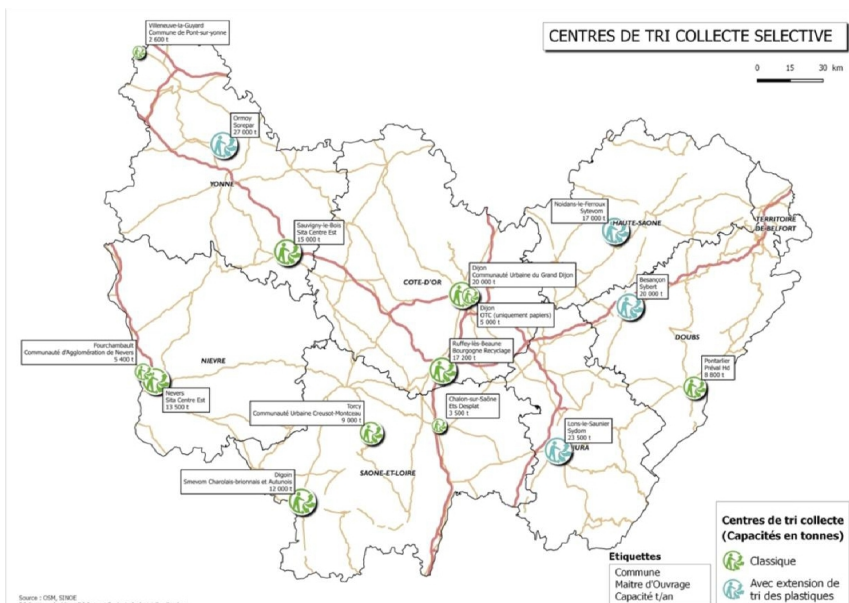 CENTRES DE TRI COLLECTE SELECTIVE
0 15 30 km
Villeneuve-la-Guyard
Commune de Pont-sur-yonne
2 600 t
Ormoy
Sorepar
27 000 t
YONNE
Sauvigny-le-Bois
Sita Centre Est
15 000 t
Noidans-le-Ferroux
Sytevom
17 000 t
HAUTE-SAONE
TERRITOIRE
DE-BELFORT
COTE-D'OR
Dijon
Communauté Urbaine du Grand Dijon
20 000 t
Dijon
OTC (uniquement papiers)
5 000 t
Besançon
Sybert
20 000 t
DOUBS
Fourchambault
Communauté d'Agglomération de Nevers
5 400 t
NIEVRE
Nevers
Sita Centre Est
13 500 t
Ruffey-lès-Beaune
Bourgogne Recyclage
17 200 t
Pontarlier
Préval Hd
8 800 t
Torcy
Communauté Urbaine Creusot-Montceau
9 000 t
Chalon-sur-Saône
Ets Desplat
3 500 t
Lons-le-Saunier
Sydom
23 500 t
JURA
SAONE-ET-LOIRE
Digoin
Smevom Charolais-brionnais et Autunois
12 000 t
Centres de tri collecte
(Capacités en tonnes)
Classique
Avec extension de
tri des plastiques
Etiquettes
Commune
Maitre d'Ouvrage
Capacité t/an
Source : OSM, SINOE